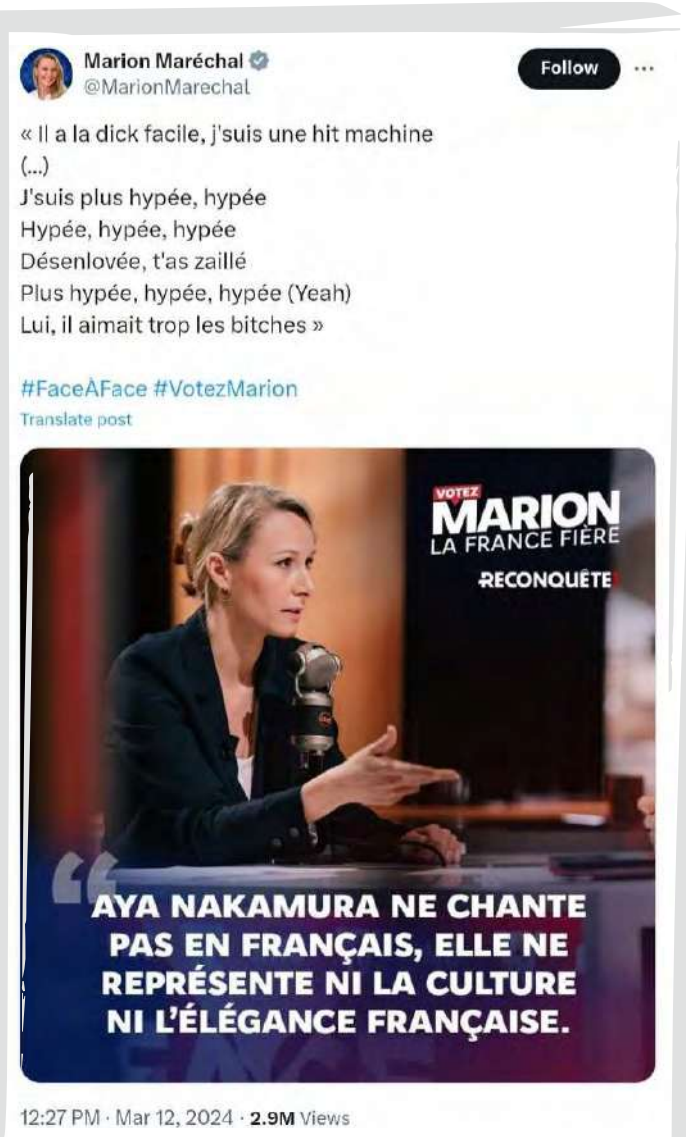 Marion Maréchal
@MarionMarechal
Follow
« Il a la dick facile, j'suis une hit machine
(...)
J'suis plus hypée, hypée
Hypée, hypée, hypée
Désenlovée, t'as zaillé
Plus hypée, hypée, hypée (Yeah)
Lui, il aimait trop les bitches »
#FaceÀFace #VotezMarion
Translate post
VOTEZ
MARION
LA FRANCE FIÈRE
RECONQUÊTE!
“AYA NAKAMURA NE CHANTE
PAS EN FRANÇAIS, ELLE NE
REPRÉSENTE NI LA CULTURE
NI L'ÉLÉGANCE FRANÇAISE.
12:27 PM · Mar 12, 2024 · 2.9M Views